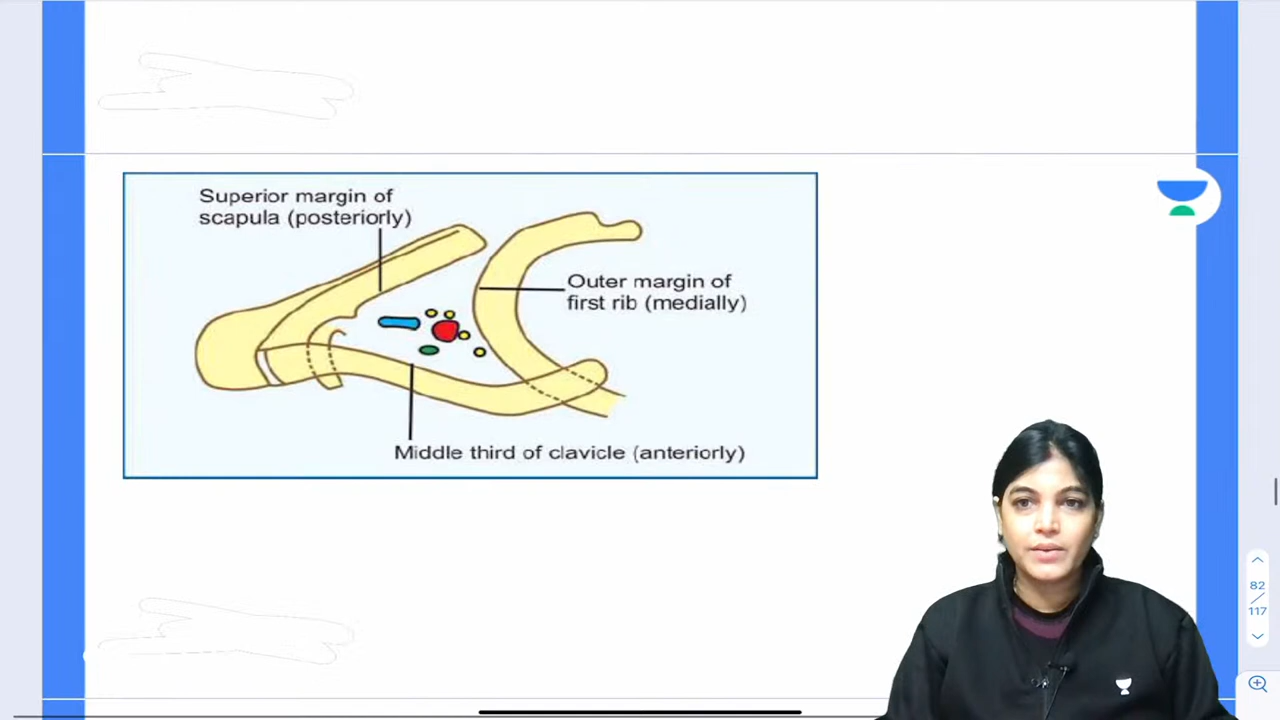 Superior margin of
scapula (posteriorly)
Outer margin of
first rib (medially)
Middle third of clavicle (anteriorly)
82
117